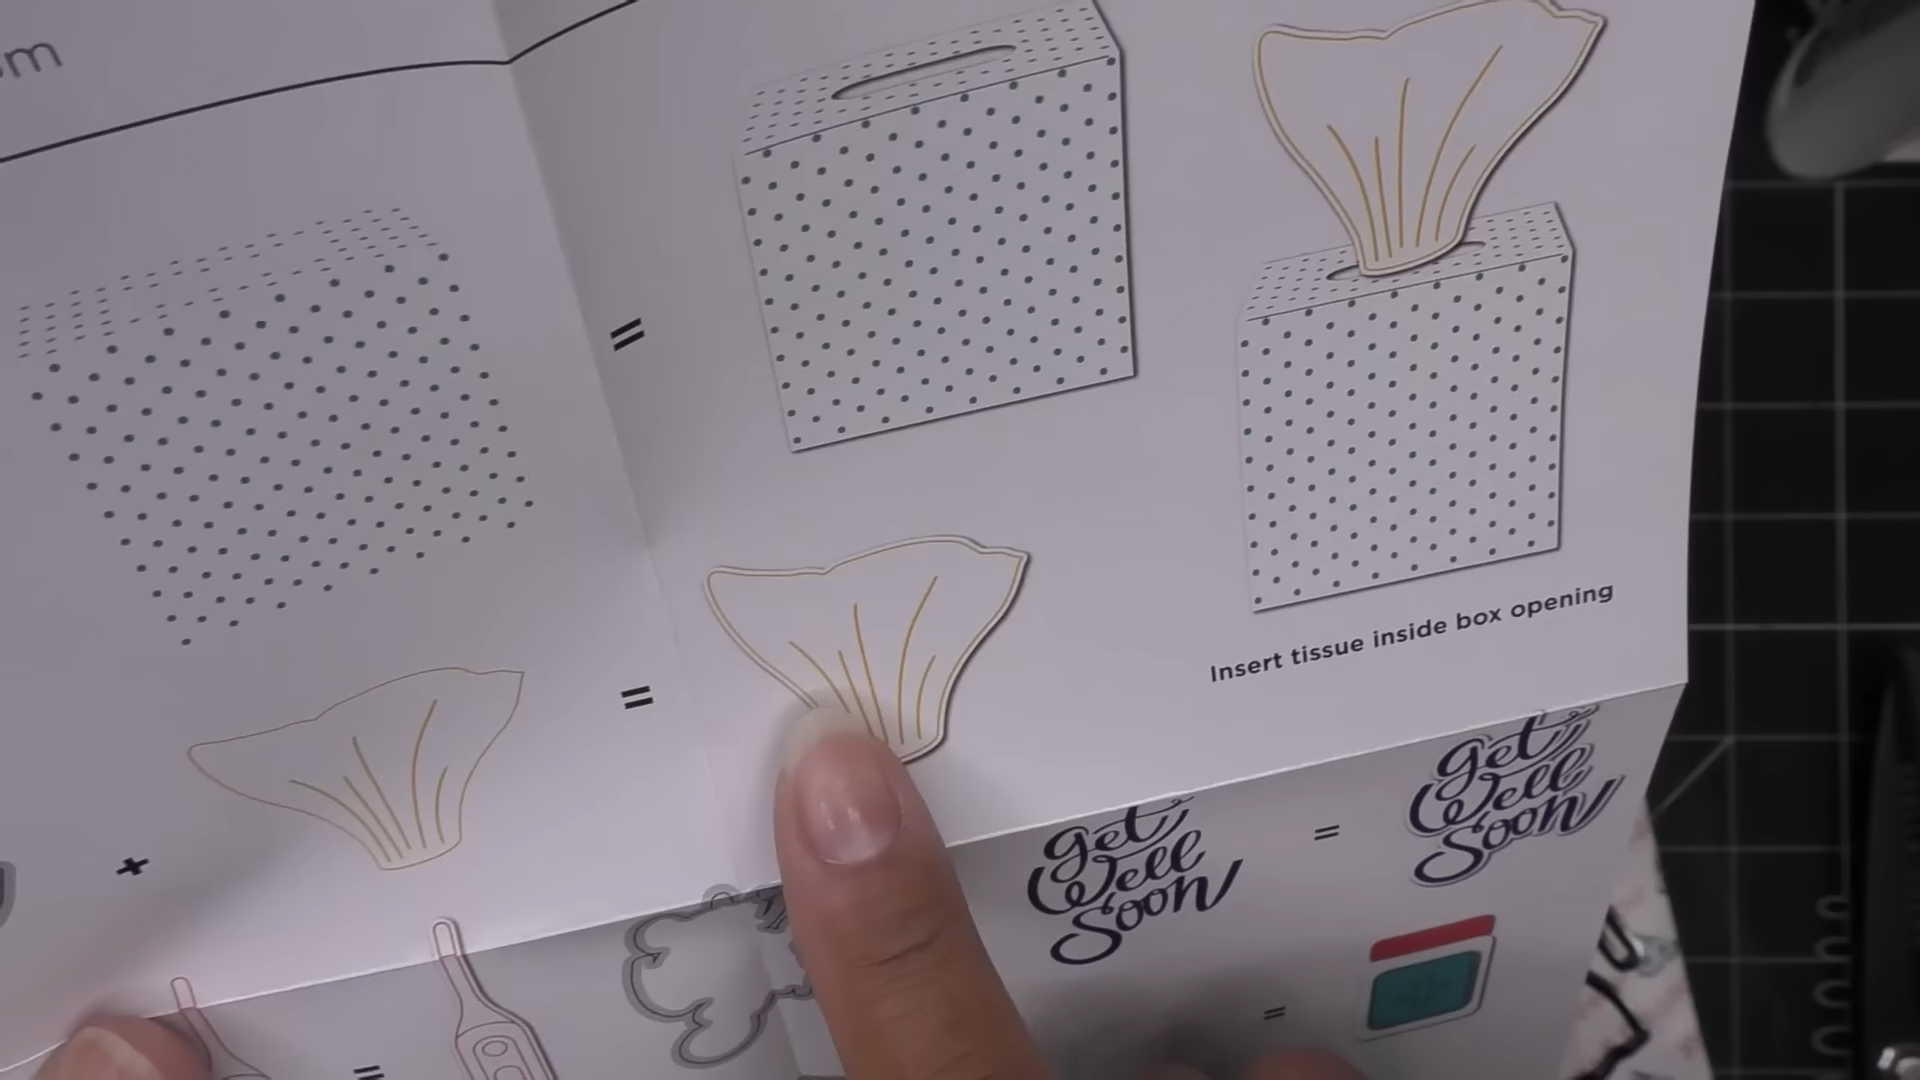 =
=
Insert tissue inside box opening
+
get
Well
Soon
=
get
Well
Soon
=
=